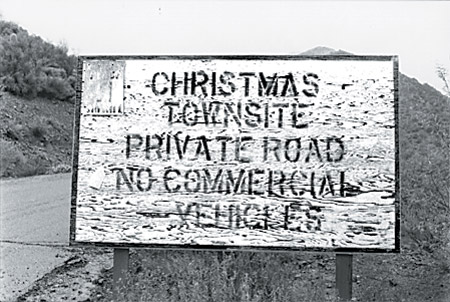 CHRISTMAS
TOWNSITE
PRIVATE ROAD
NO COMMERCIAL
VEHICLES